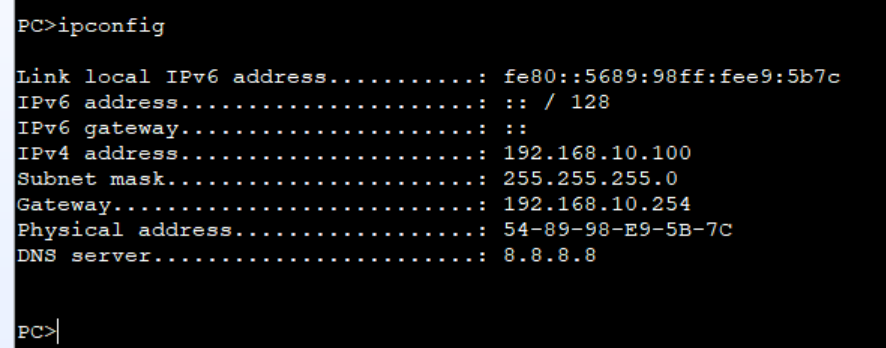 PC>ipconfig
Link local IPv6 address...........: fe80::5689:98ff:fee9:5b7c
IPv6 address......................: :: / 128
IPv6 gateway......................: ::
IPv4 address......................: 192.168.10.100
Subnet mask.......................: 255.255.255.0
Gateway...........................: 192.168.10.254
Physical address..................: 54-89-98-E9-5B-7C
DNS server........................: 8.8.8.8
PC>